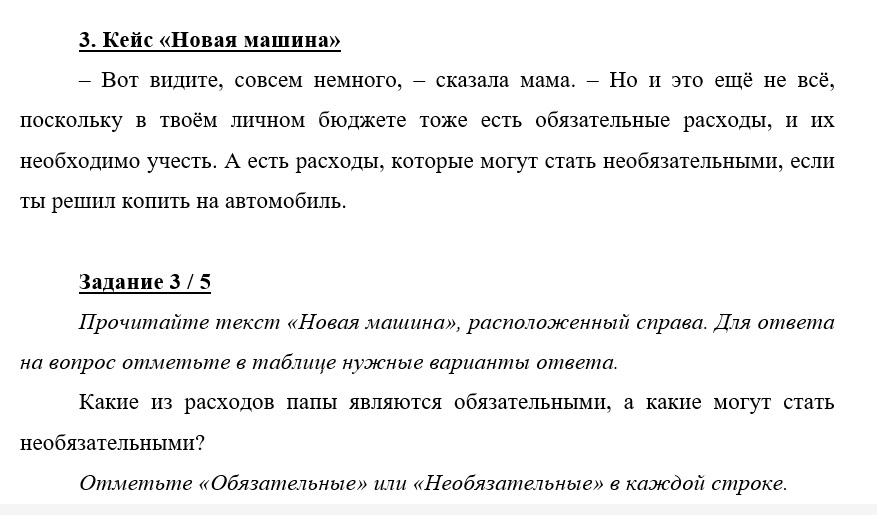 3. Кейс «Новая машина»
– Вот видите, совсем немного, – сказала мама. – Но и это ещё не всё,
поскольку в твоём личном бюджете тоже есть обязательные расходы, и их
необходимо учесть. А есть расходы, которые могут стать необязательными, если
ты решил копить на автомобиль.
Задание 3 / 5
Прочитайте текст «Новая машина», расположенный справа. Для ответа
на вопрос отметьте в таблице нужные варианты ответа.
Какие из расходов папы являются обязательными, а какие могут стать
необязательными?
Отметьте «Обязательные» или «Необязательные» в каждой строке.